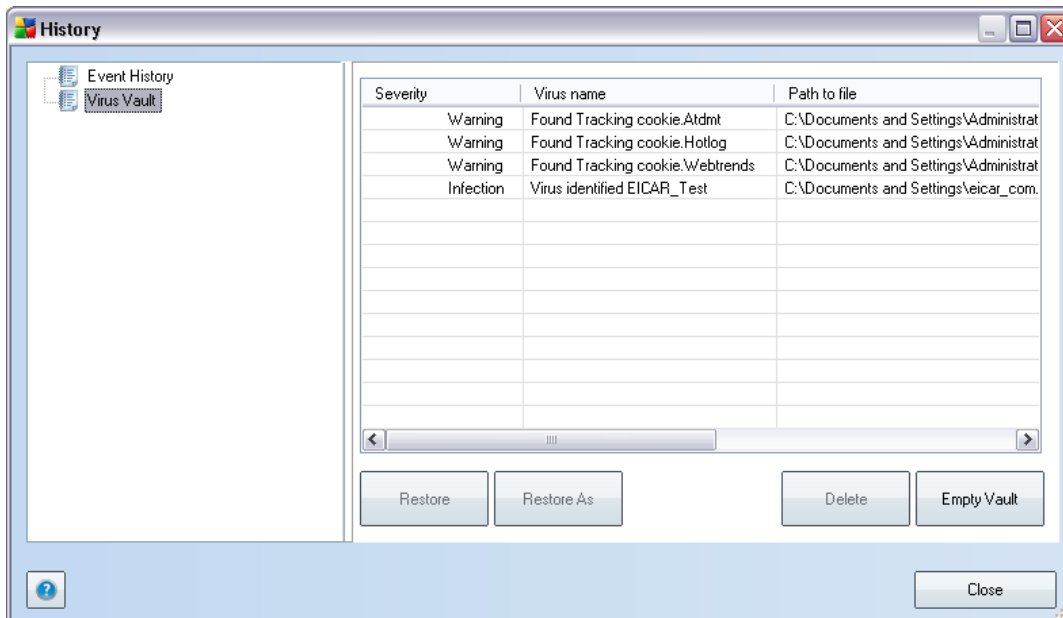 History
Event History
Virus Vault
Severity Virus name Path to file
Warning Found Tracking cookie.Atdmt C:\Documents and Settings\Administrat
Warning Found Tracking cookie.Hotlog C:\Documents and Settings\Administrat
Warning Found Tracking cookie.Webtrends C:\Documents and Settings\Administrat
Infection Virus identified EICAR_Test C:\Documents and Settings\eicar_com.
Restore Restore As Delete Empty Vault
? Close